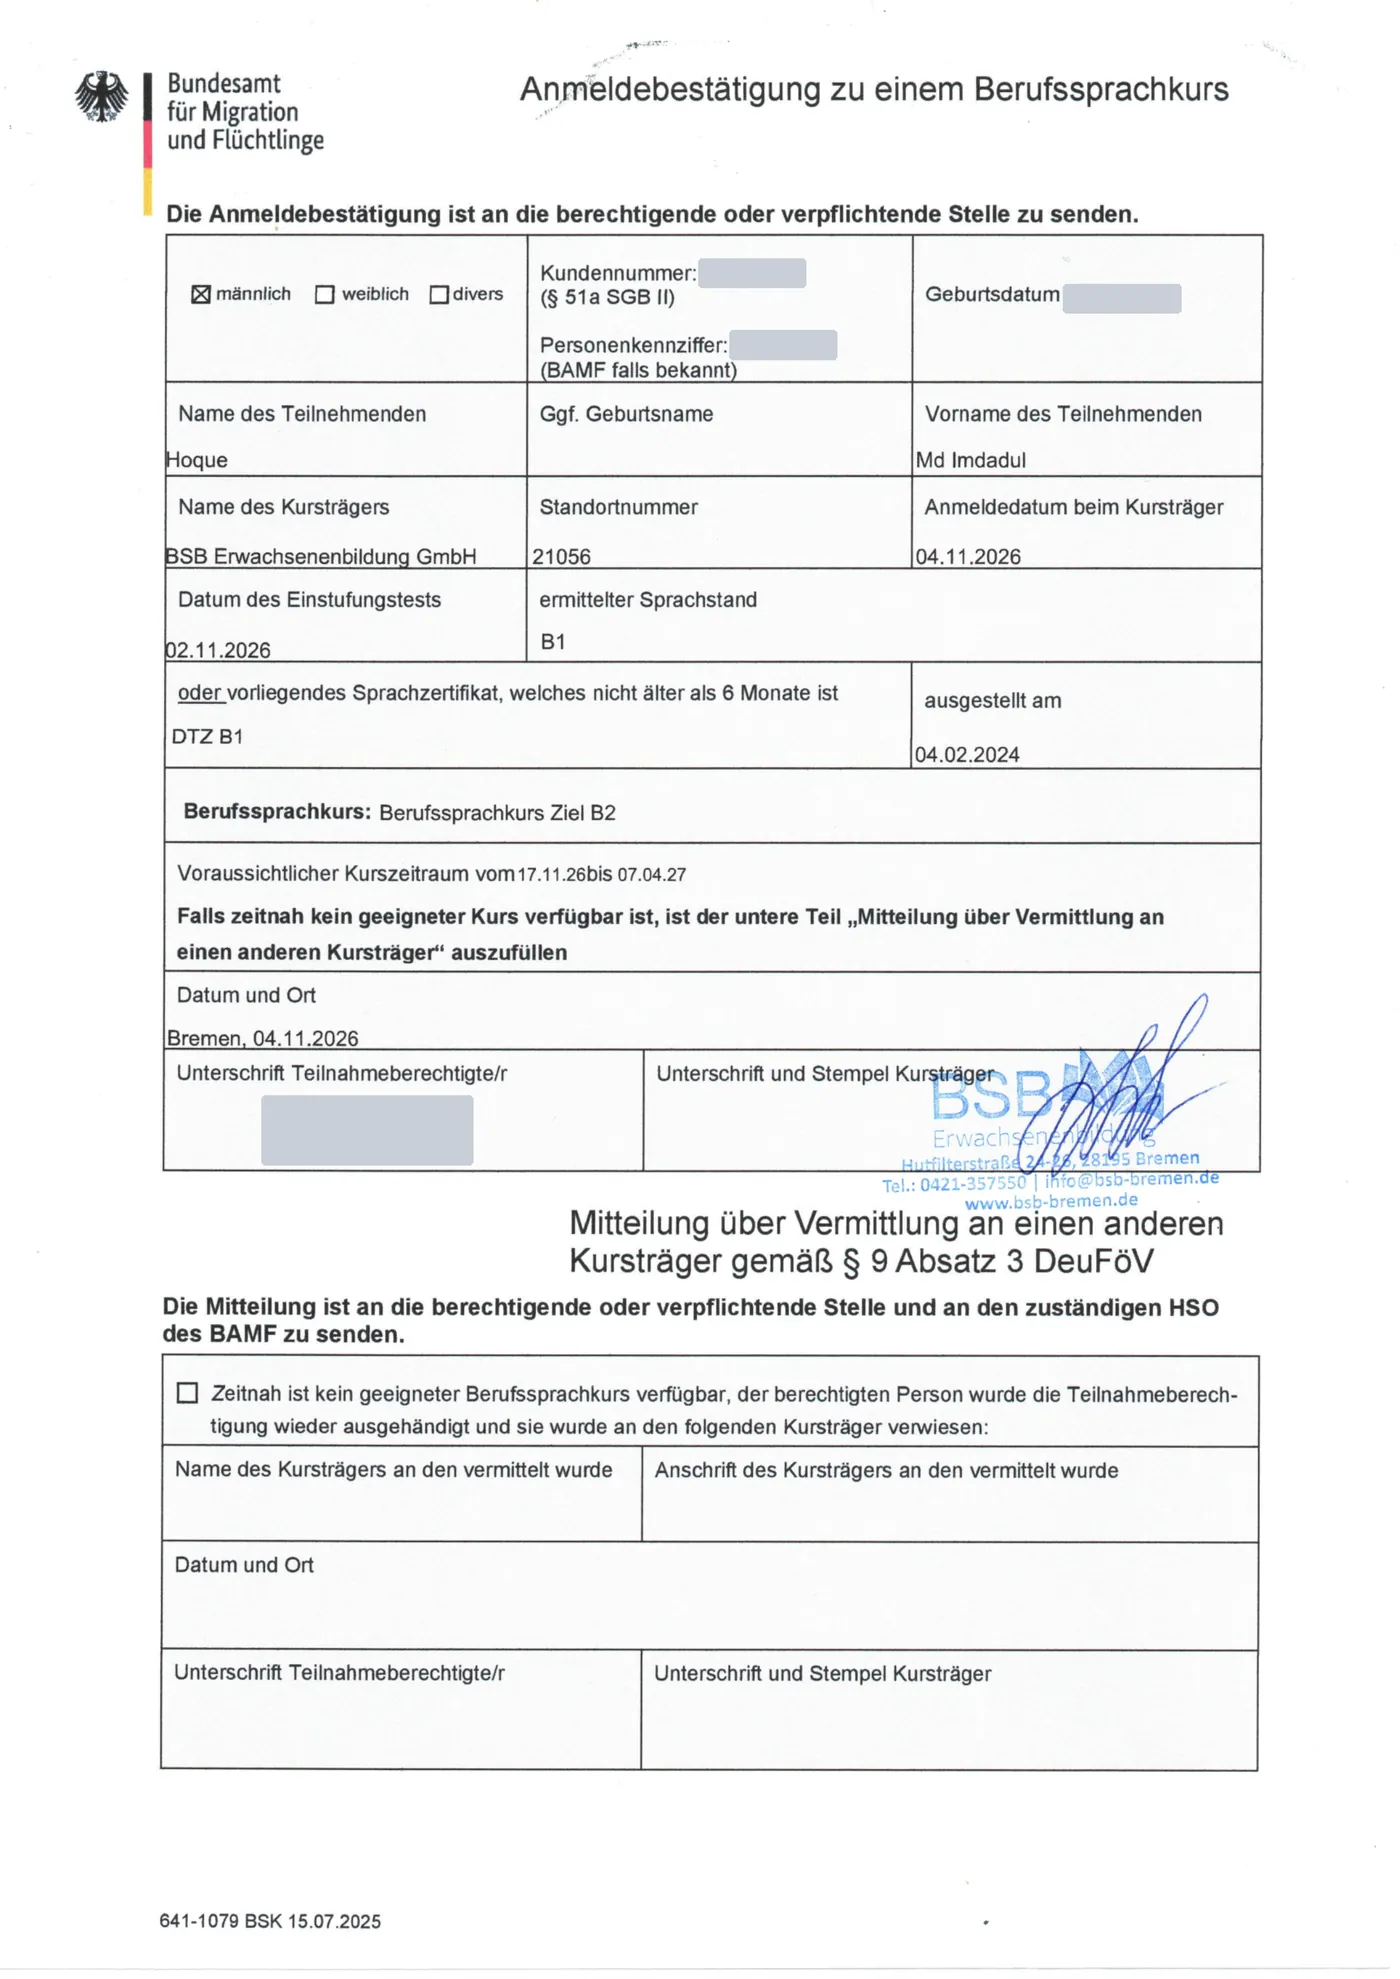 Bundesamt
für Migration
und Flüchtlinge
Anmeldebestätigung zu einem Berufssprachkurs
Die Anmeldebestätigung ist an die berechtigende oder verpflichtende Stelle zu senden.
männlich weiblich divers
Kundennummer:
(§ 51a SGB II)
Personenkennziffer:
(BAMF falls bekannt)
Geburtsdatum
Name des Teilnehmenden
Hoque
Ggf. Geburtsname
Vorname des Teilnehmenden
Md Imdadul
Name des Kursträgers
BSB Erwachsenenbildung GmbH
Standortnummer
21056
Anmeldedatum beim Kursträger
04.11.2026
Datum des Einstufungstests
02.11.2026
ermittelter Sprachstand
B1
oder vorliegendes Sprachzertifikat, welches nicht älter als 6 Monate ist
DTZ B1
ausgestellt am
04.02.2024
Berufssprachkurs: Berufssprachkurs Ziel B2
Voraussichtlicher Kurszeitraum vom 17.11.26 bis 07.04.27
Falls zeitnah kein geeigneter Kurs verfügbar ist, ist der untere Teil „Mitteilung über Vermittlung an
einen anderen Kursträger“ auszufüllen
Datum und Ort
Bremen, 04.11.2026
Unterschrift Teilnahmeberechtigte/r
Unterschrift und Stempel Kursträger
BSB
Erwachsenenbildung
Hutfilterstraße 24-26, 28195 Bremen
Tel.: 0421-357550 | info@bsb-bremen.de
www.bsb-bremen.de
Mitteilung über Vermittlung an einen anderen
Kursträger gemäß § 9 Absatz 3 DeuFöV
Die Mitteilung ist an die berechtigende oder verpflichtende Stelle und an den zuständigen HSO
des BAMF zu senden.
Zeitnah ist kein geeigneter Berufssprachkurs verfügbar, der berechtigten Person wurde die Teilnahmeberech-
tigung wieder ausgehändigt und sie wurde an den folgenden Kursträger verwiesen:
Name des Kursträgers an den vermittelt wurde
Anschrift des Kursträgers an den vermittelt wurde
Datum und Ort
Unterschrift Teilnahmeberechtigte/r
Unterschrift und Stempel Kursträger
641-1079 BSK 15.07.2025